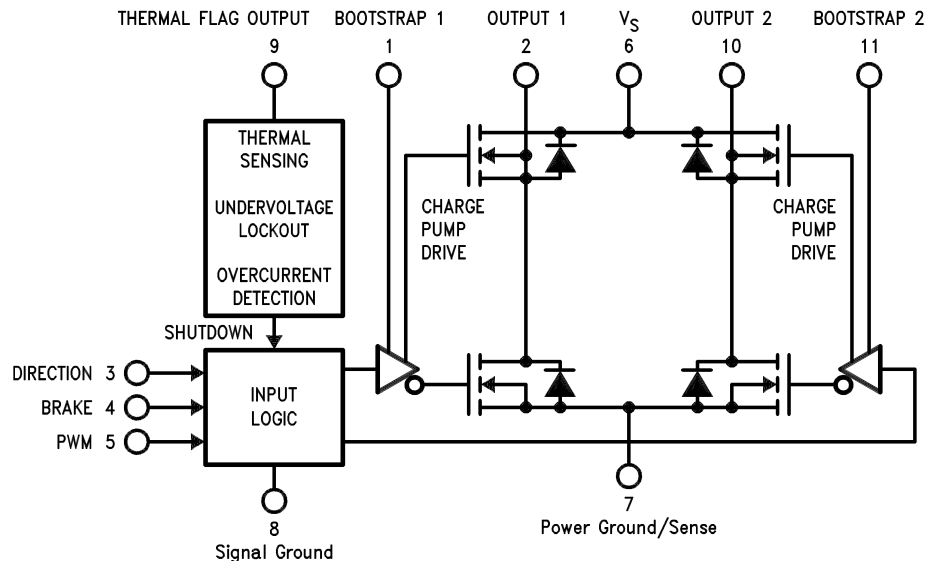 THERMAL FLAG OUTPUT
9
BOOTSTRAP 1
1
OUTPUT 1
2
VS
6
OUTPUT 2
10
BOOTSTRAP 2
11
THERMAL
SENSING
UNDERVOLTAGE
LOCKOUT
OVERCURRENT
DETECTION
CHARGE
PUMP
DRIVE
CHARGE
PUMP
DRIVE
SHUTDOWN
DIRECTION 3
BRAKE 4
PWM 5
INPUT
LOGIC
8
Signal Ground
7
Power Ground/Sense